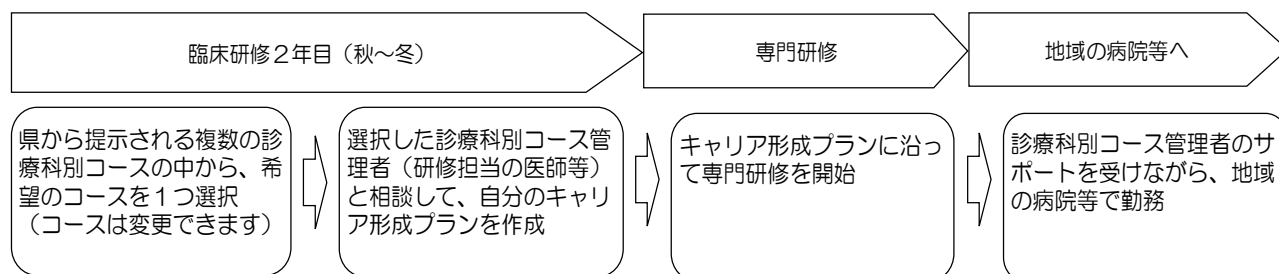 臨床研修２年目（秋～冬）
専門研修
地域の病院等へ
県から提示される複数の診
療科別コースの中から、希
望のコースを１つ選択
（コースは変更できます）
選択した診療科別コース管
理者（研修担当の医師等）
と相談して、自分のキャリ
ア形成プランを作成
キャリア形成プランに沿っ
て専門研修を開始
診療科別コース管理者のサ
ポートを受けながら、地域
の病院等で勤務